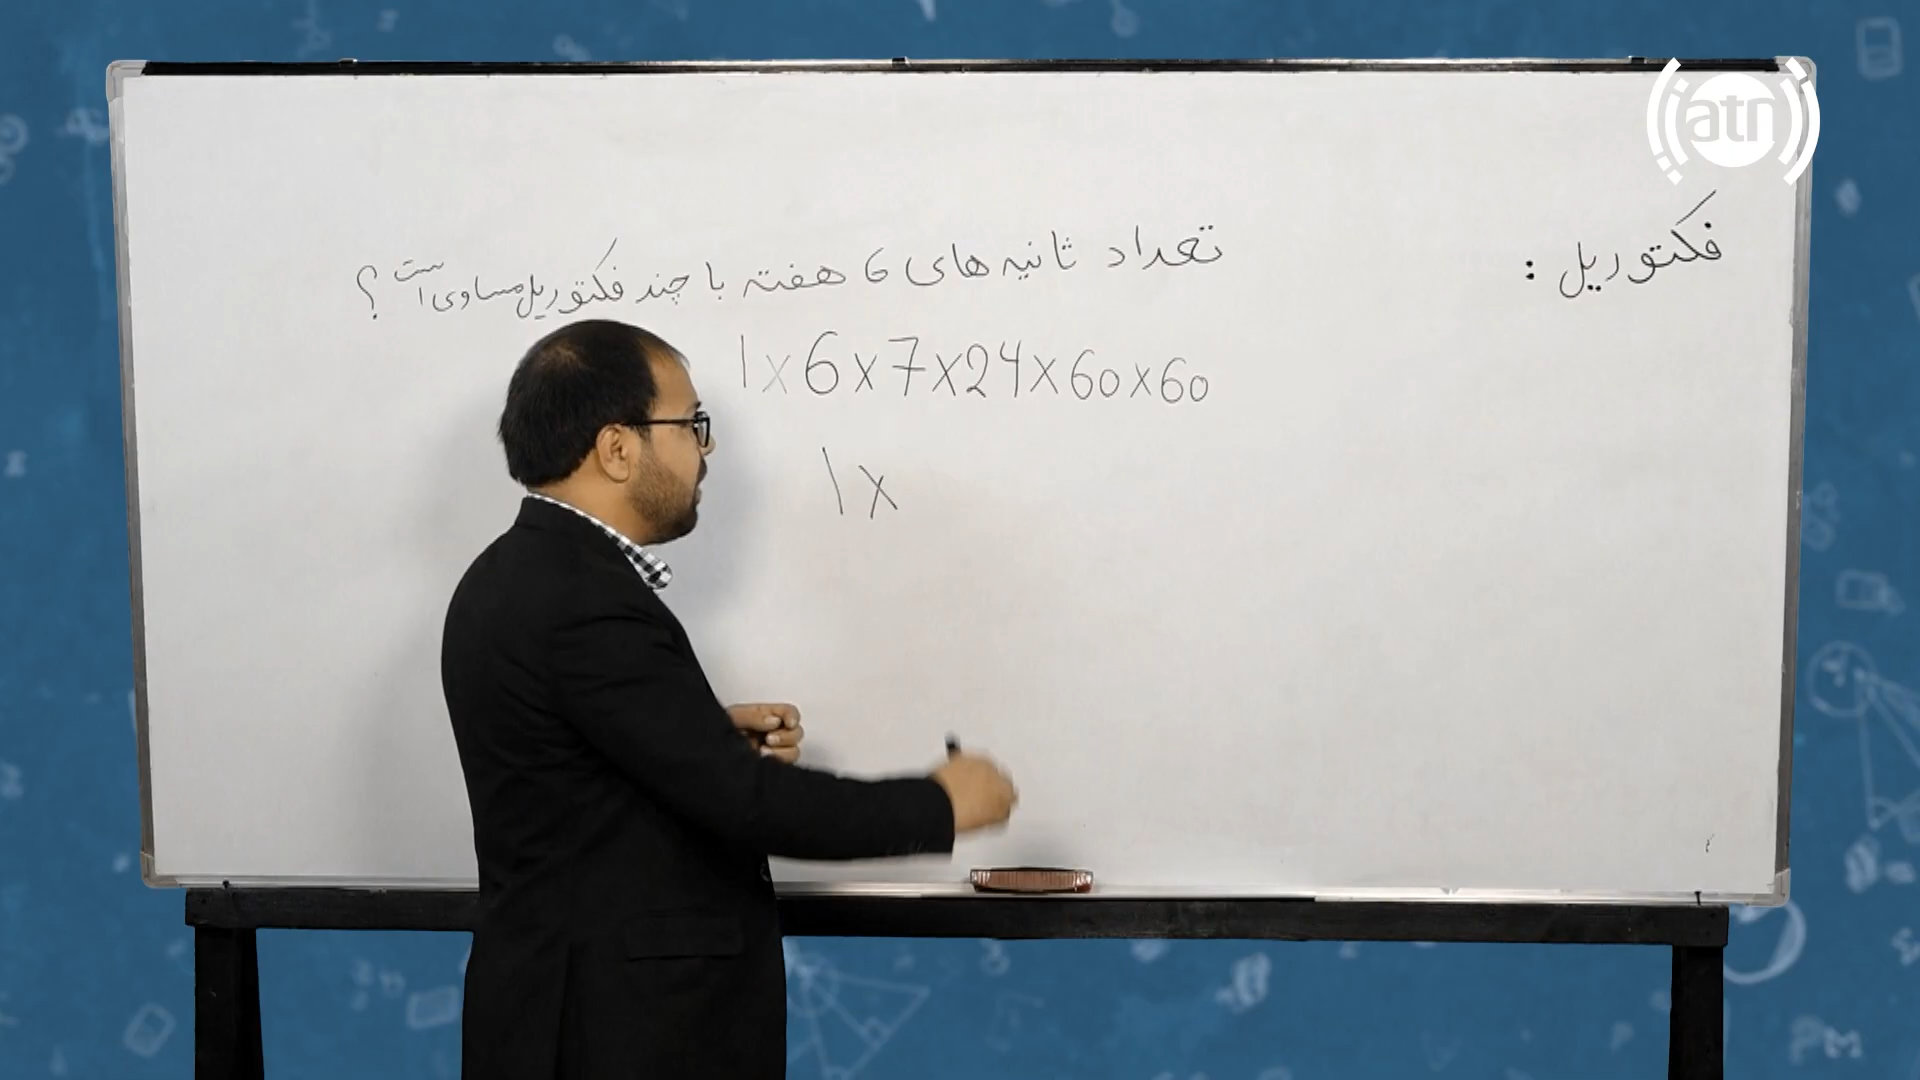 atn
فکتوریل :
تعداد ثانیه های 6 هفته با چند فکتوریل مساوی است ؟
1x6x7x24x60x60
1x